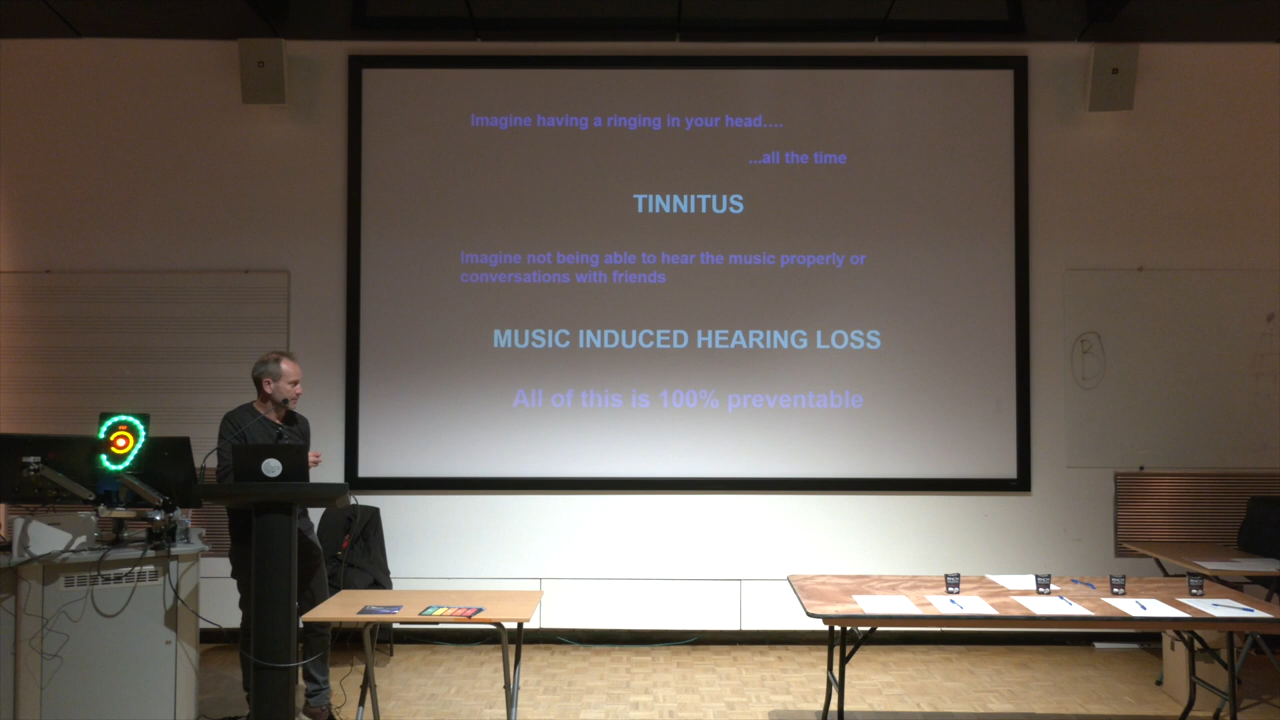 Imagine having a ringing in your head....
...all the time
TINNITUS
Imagine not being able to hear the music properly or
conversations with friends
MUSIC INDUCED HEARING LOSS
All of this is 100% preventable
B